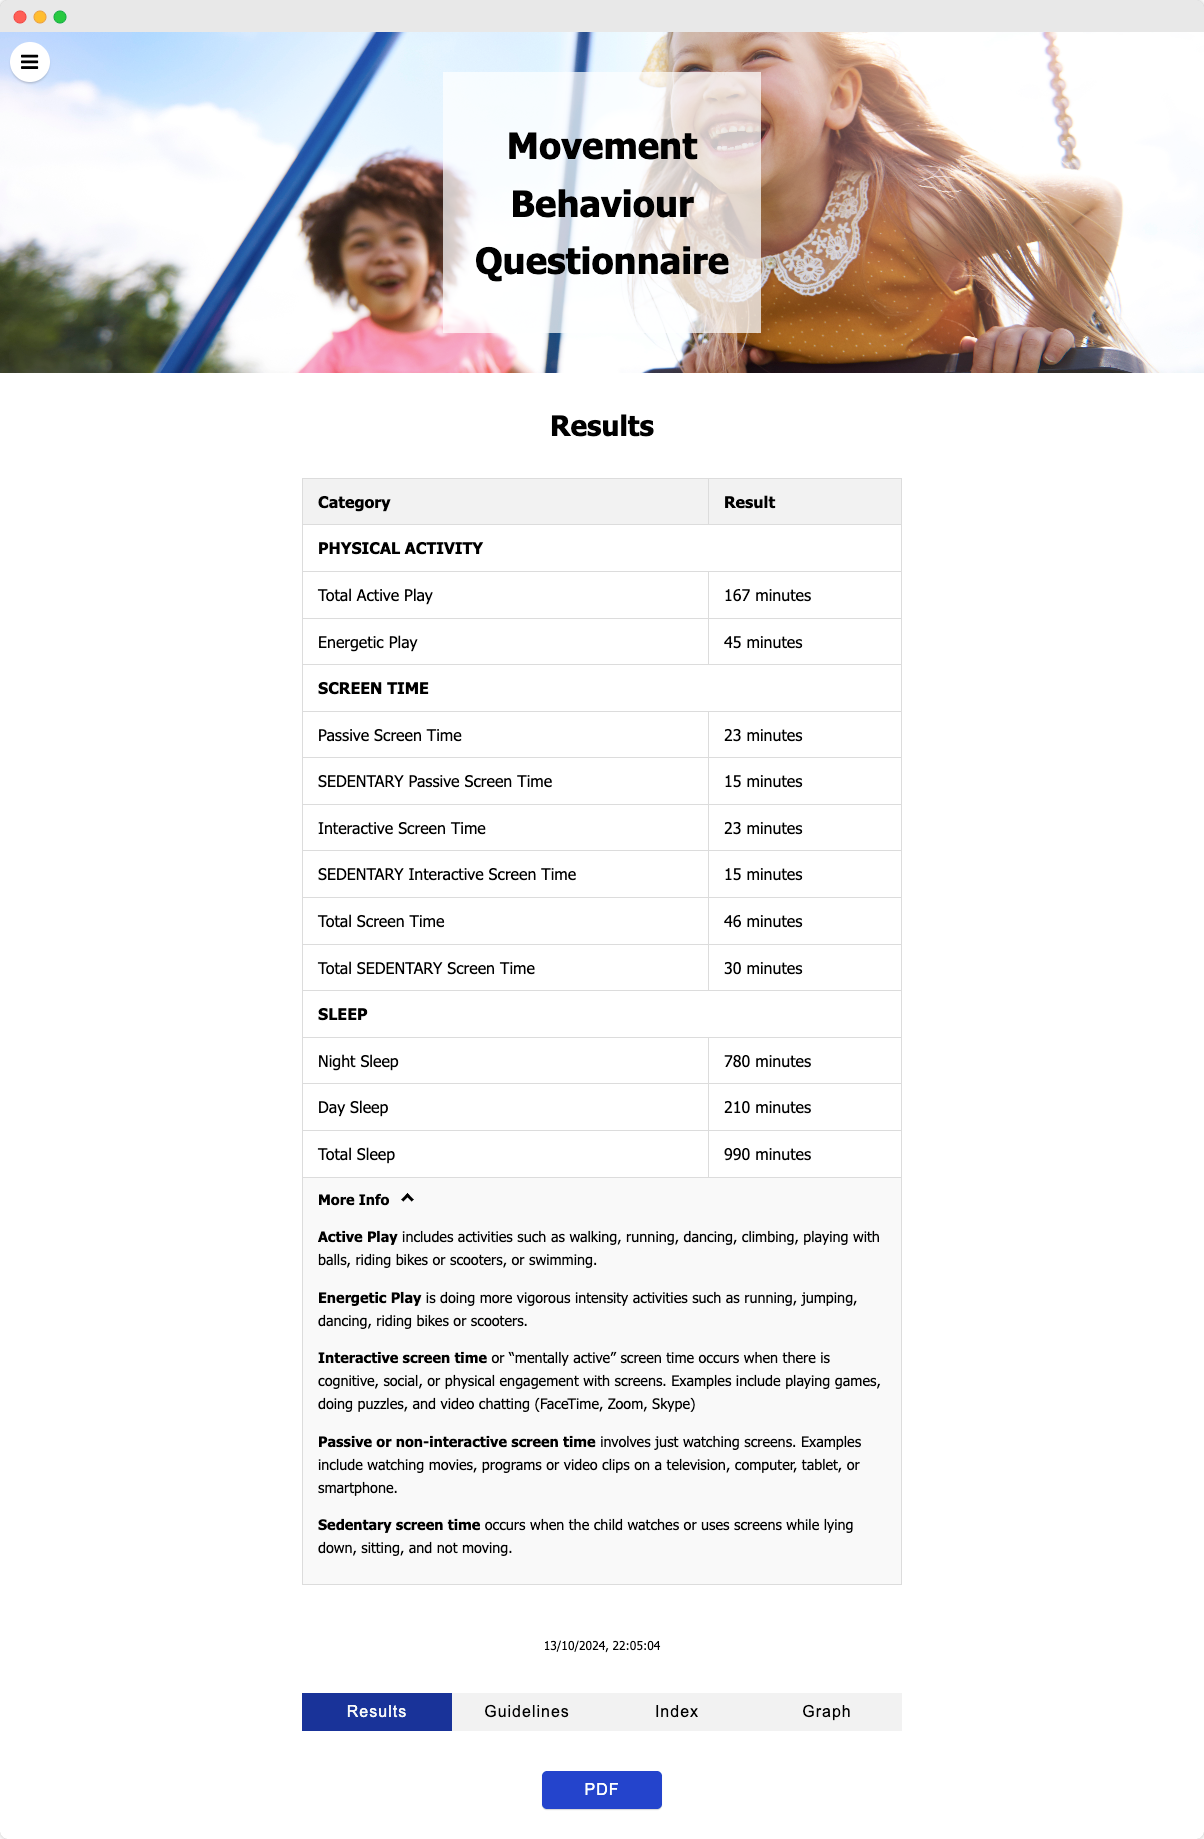 Movement
Behaviour
Questionnaire
Results
Category Result
PHYSICAL ACTIVITY
Total Active Play 167 minutes
Energetic Play 45 minutes
SCREEN TIME
Passive Screen Time 23 minutes
SEDENTARY Passive Screen Time 15 minutes
Interactive Screen Time 23 minutes
SEDENTARY Interactive Screen Time 15 minutes
Total Screen Time 46 minutes
Total SEDENTARY Screen Time 30 minutes
SLEEP
Night Sleep 780 minutes
Day Sleep 210 minutes
Total Sleep 990 minutes
More Info
Active Play includes activities such as walking, running, dancing, climbing, playing with
balls, riding bikes or scooters, or swimming.
Energetic Play is doing more vigorous intensity activities such as running, jumping,
dancing, riding bikes or scooters.
Interactive screen time or “mentally active” screen time occurs when there is
cognitive, social, or physical engagement with screens. Examples include playing games,
doing puzzles, and video chatting (FaceTime, Zoom, Skype)
Passive or non-interactive screen time involves just watching screens. Examples
include watching movies, programs or video clips on a television, computer, tablet, or
smartphone.
Sedentary screen time occurs when the child watches or uses screens while lying
down, sitting, and not moving.
13/10/2024, 22:05:04
Results Guidelines Index Graph
PDF